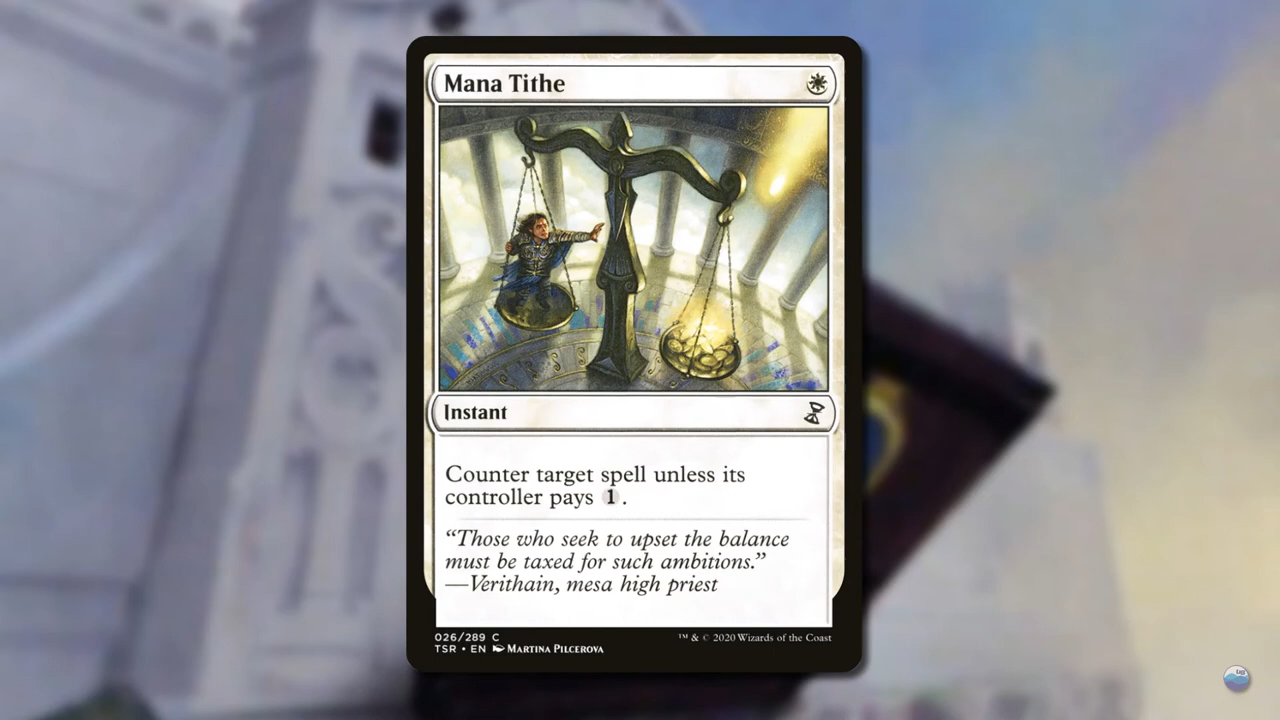 Mana Tithe
Instant
Counter target spell unless its
controller pays 1.
“Those who seek to upset the balance
must be taxed for such ambitions.”
—Verithain, mesa high priest
026/289 C
TSR • EN Martina Pilcerova
™ & © 2020 Wizards of the Coast